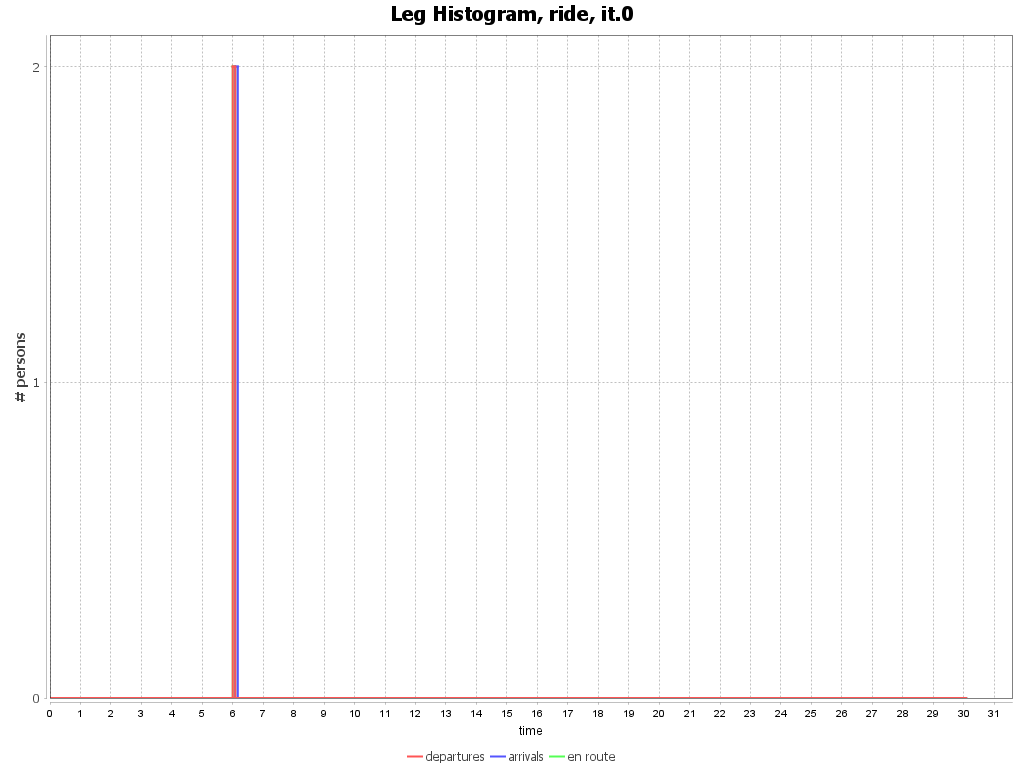 Leg Histogram, ride, it.0
2
1
0
# persons
0 1 2 3 4 5 6 7 8 9 10 11 12 13 14 15 16 17 18 19 20 21 22 23 24 25 26 27 28 29 30 31
time
departures arrivals en route